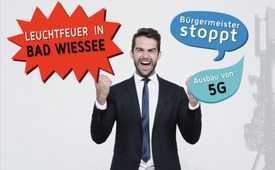 LEUCHTFEUER IN
BAD WIESSEE
Bürgermeister
stoppt
Ausbau von
5G